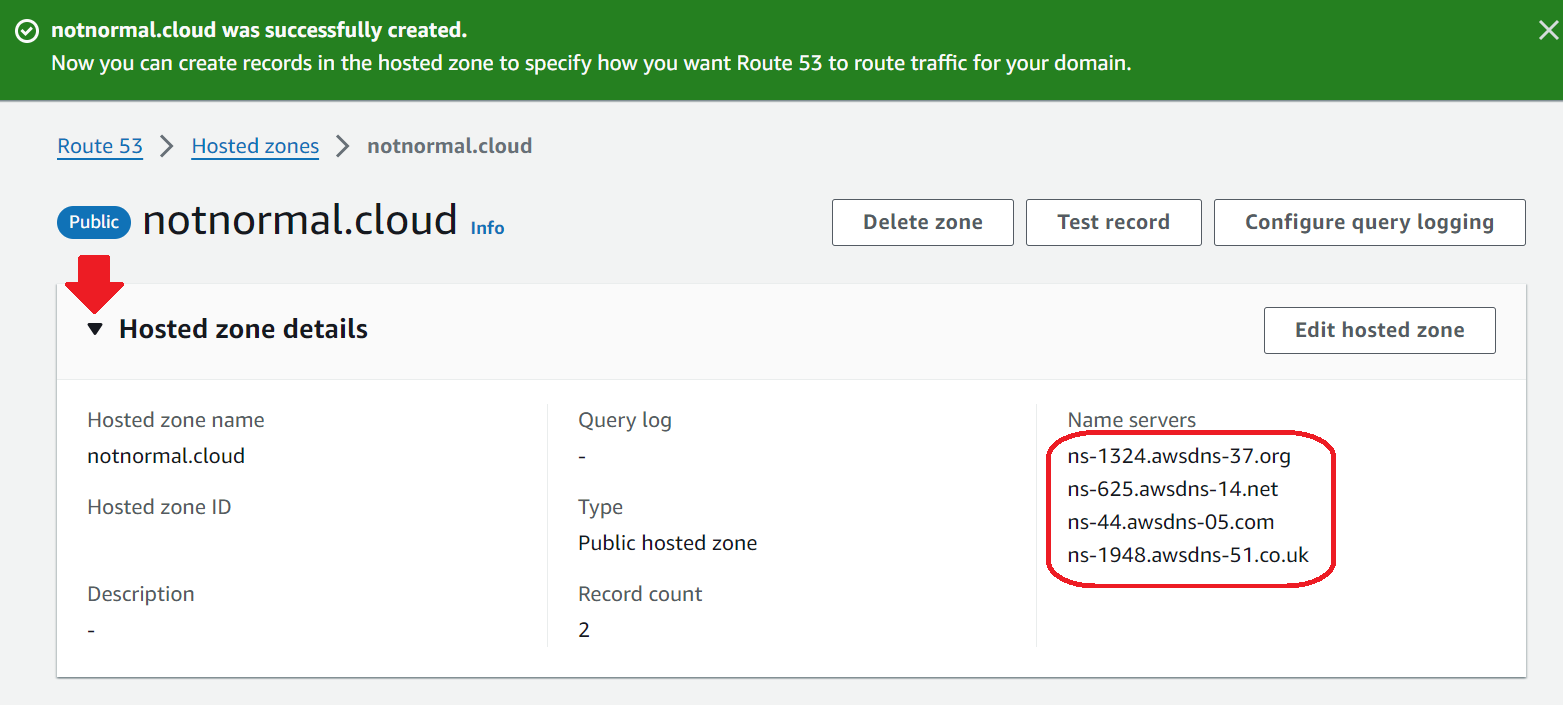 notnormal.cloud was successfully created.
Now you can create records in the hosted zone to specify how you want Route 53 to route traffic for your domain.
Route 53 > Hosted zones > notnormal.cloud
Public notnormal.cloud Info
Delete zone
Test record
Configure query logging
Hosted zone details
Edit hosted zone
Hosted zone name
notnormal.cloud
Hosted zone ID
Description
-
Query log
-
Type
Public hosted zone
Record count
2
Name servers
ns-1324.awsdns-37.org
ns-625.awsdns-14.net
ns-44.awsdns-05.com
ns-1948.awsdns-51.co.uk